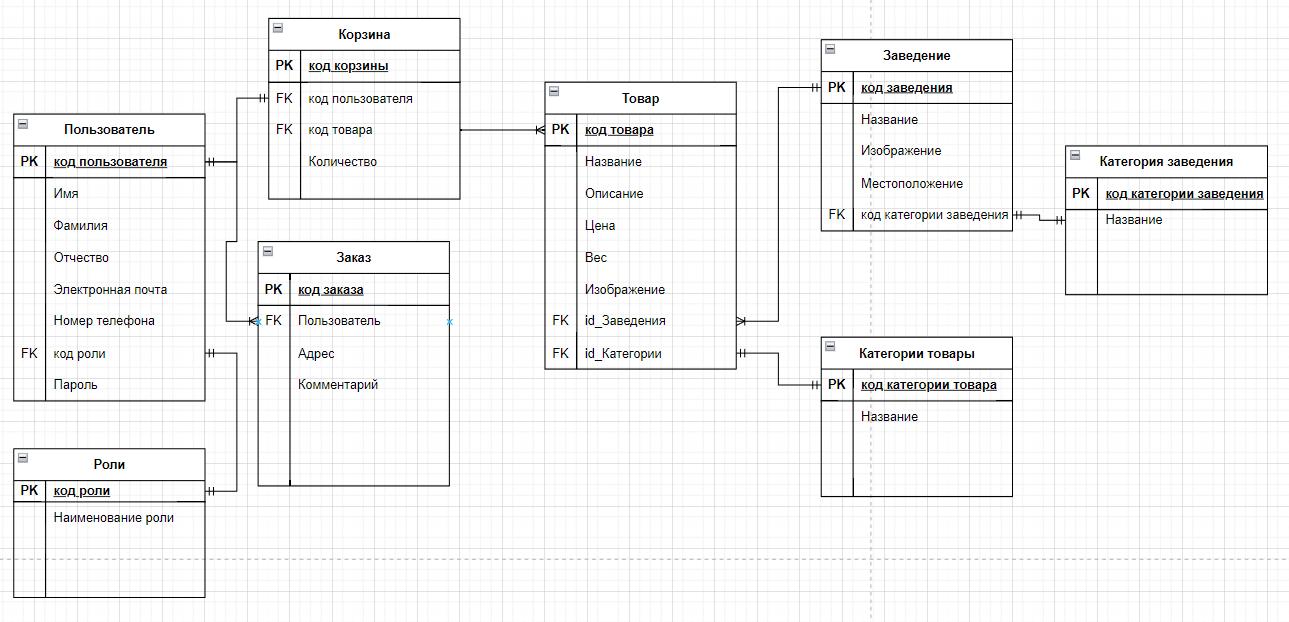 Корзина
PK код корзины
FK код пользователя
FK код товара
Количество
Пользователь
PK код пользователя
Имя
Фамилия
Отчество
Электронная почта
Номер телефона
FK код роли
Пароль
Роли
PK код роли
Наименование роли
Заказ
PK код заказа
FK Пользователь
Адрес
Комментарий
Товар
PK код товара
Название
Описание
Цена
Вес
Изображение
FK id_Заведения
FK id_Категории
Заведение
PK код заведения
Название
Изображение
Местоположение
FK код категории заведения
Категория заведения
PK код категории заведения
Название
Категории товары
PK код категории товара
Название